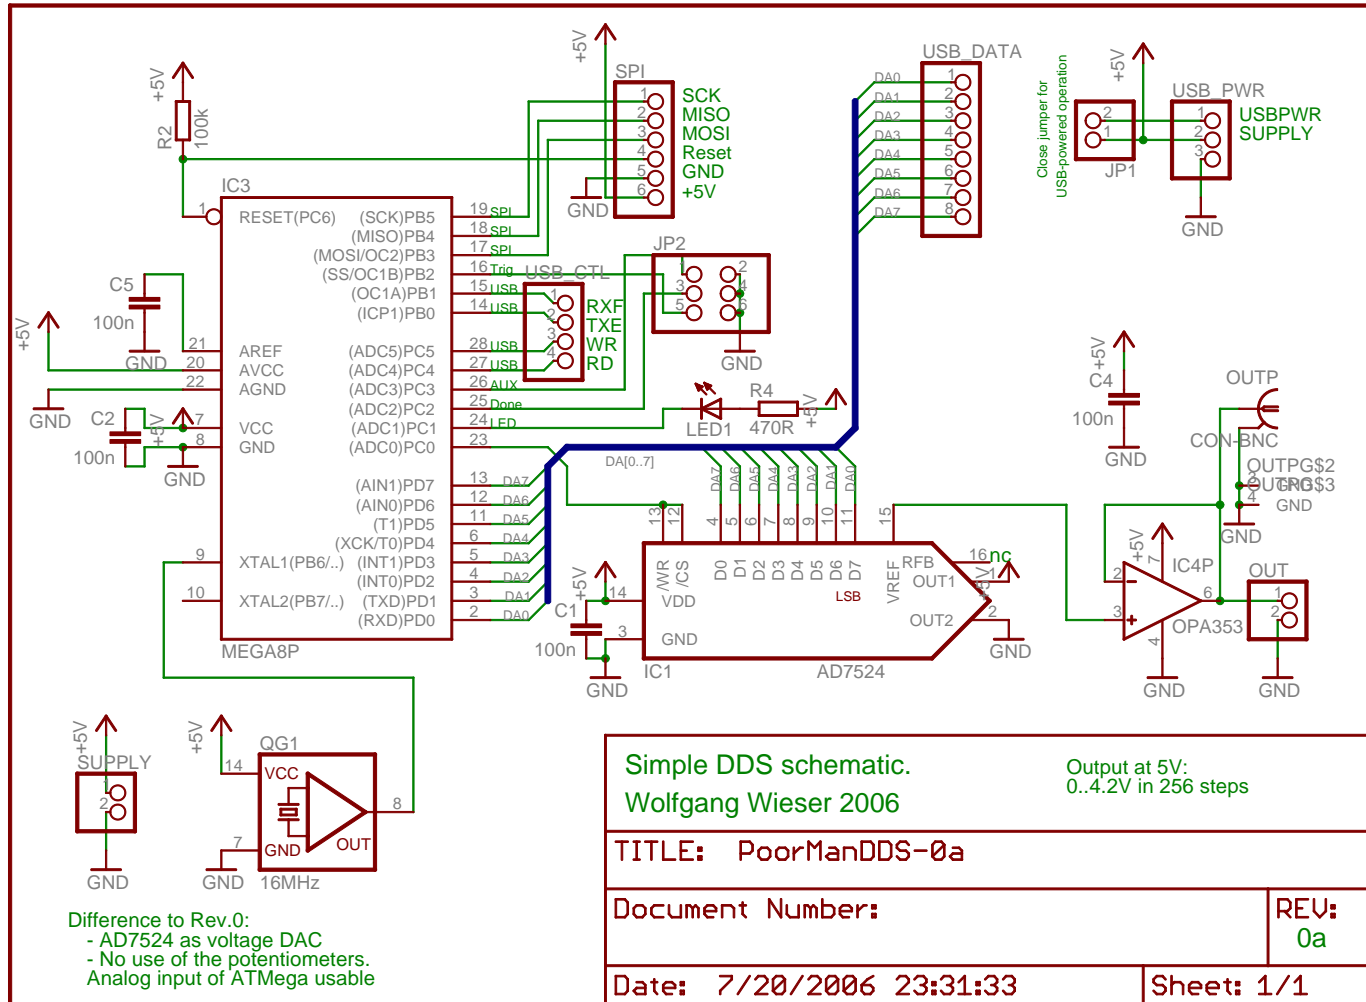 +5V
R2
100k
+5V
SPI
1
2
3
4
5
6
SCK
MISO
MOSI
Reset
GND
+5V
GND
USB_DATA
DA0 1
DA1 2
DA2 3
DA3 4
DA4 5
DA5 6
DA6 7
DA7 8
Close jumper for
USB-powered operation
+5V
2
1
JP1
USB_PWR
1
2
3
USBPWR
SUPPLY
GND
IC3
1 RESET(PC6)
(SCK)PB5 19 SPI
(MISO)PB4 18 SPI
(MOSI/OC2)PB3 17 SPI
(SS/OC1B)PB2 16 Trig
(OC1A)PB1 15 USB
(ICP1)PB0 14 USB
(ADC5)PC5 28 USB
(ADC4)PC4 27 USB
(ADC3)PC3 26 AUX
(ADC2)PC2 25 Done
(ADC1)PC1 24 LED
(ADC0)PC0 23
(AIN1)PD7 13 DA7
(AIN0)PD6 12 DA6
(T1)PD5 11 DA5
(XCK/T0)PD4 6 DA4
(INT1)PD3 5 DA3
(INT0)PD2 4 DA2
(TXD)PD1 3 DA1
(RXD)PD0 2 DA0
21 AREF
20 AVCC
22 AGND
7 VCC
8 GND
9 XTAL1(PB6/..)
10 XTAL2(PB7/..)
MEGA8P
C5
100n
GND
+5V
GND
C2
100n
+5V
GND
USB_CTL
1
2
3
4
RXF
TXE
WR
RD
JP2
1 2
3 4
5 6
GND
LED1
R4
470R
+5V
DA[0..7]
DA7
DA6
DA5
DA4
DA3
DA2
DA1
DA0
13
12
4
5
6
7
8
9
10
11
15
/WR
/CS
D0
D1
D2
D3
D4
D5
D6
D7
LSB
VREF
RFB
16
nc
OUT1
1
+5V
OUT2
2
GND
14
VDD
3
GND
IC1
AD7524
+5V
C1
100n
GND
+5V
C4
100n
GND
OUTP
CON-BNC
OUTPG$2
3
GND
OUTPG$3
4
GND
GND
+5V
7
IC4P
2
3
6
4
OPA353
GND
OUT
1
2
GND
+5V
SUPPLY
1
2
GND
+5V
QG1
14
VCC
8
OUT
7
GND
16MHz
GND
Difference to Rev.0:
- AD7524 as voltage DAC
- No use of the potentiometers.
Analog input of ATMega usable
Simple DDS schematic.
Wolfgang Wieser 2006
Output at 5V:
0..4.2V in 256 steps
TITLE: PoorManDDS-0a
Document Number:
REV:
0a
Date: 7/20/2006 23:31:33
Sheet: 1/1